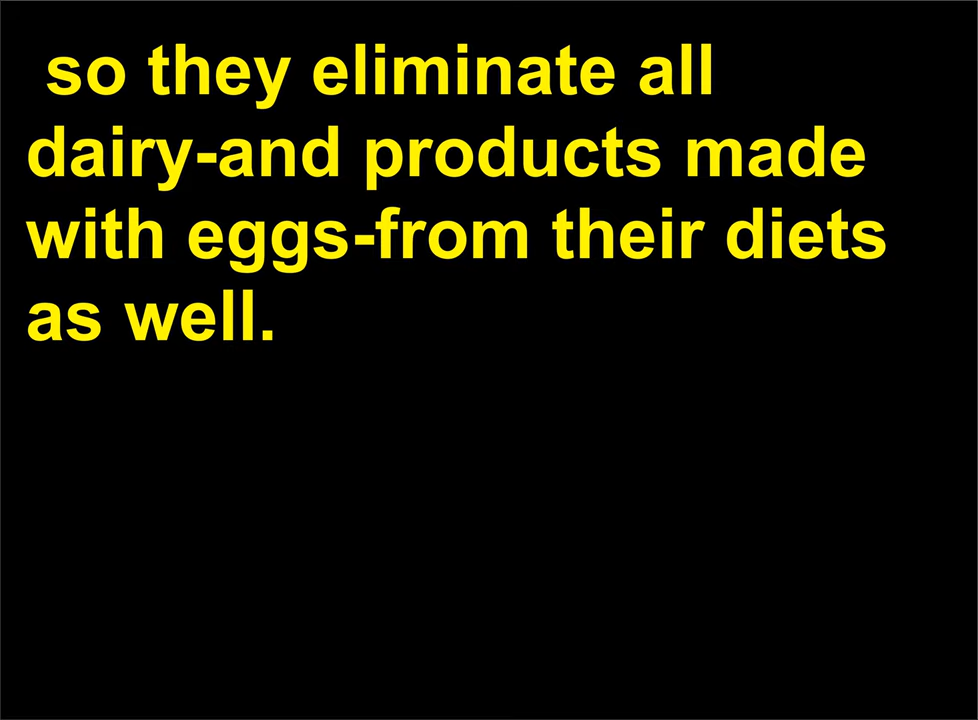 so they eliminate all
dairy-and products made
with eggs-from their diets
as well.